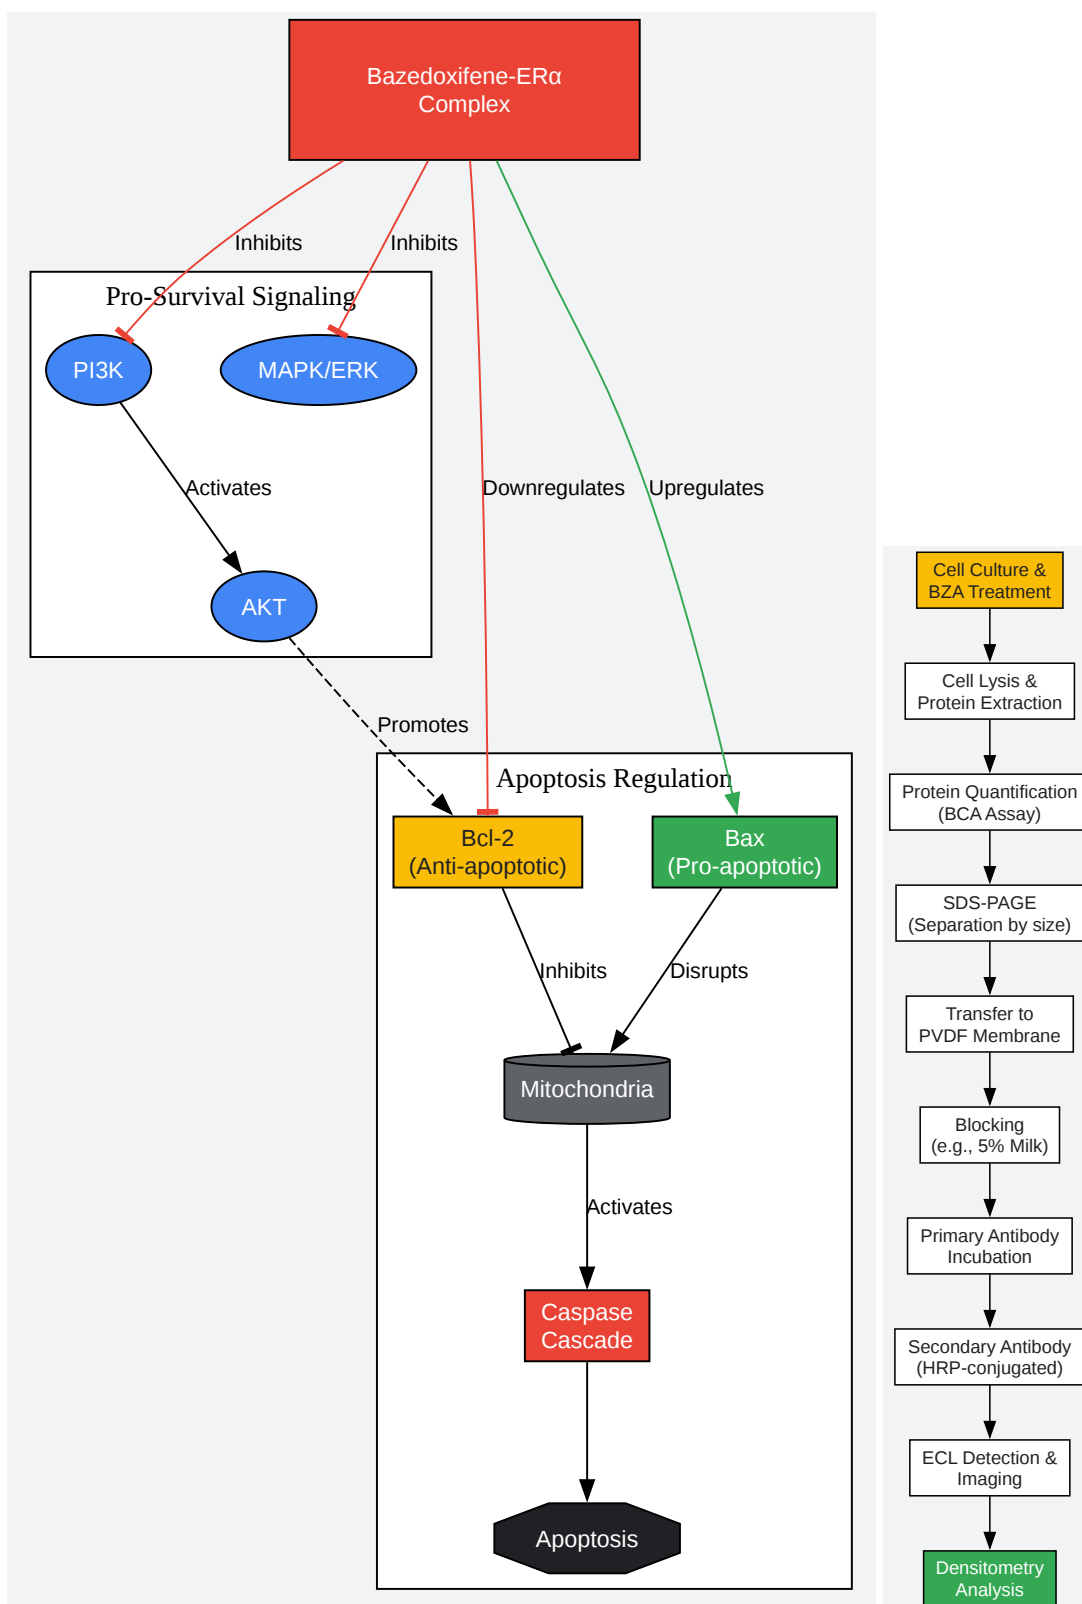 Bazedoxifene-ERα
Complex
Inhibits
Inhibits
Pro-Survival Signaling
PI3K
MAPK/ERK
Activates
Downregulates
Upregulates
AKT
Promotes
Apoptosis Regulation
Bcl-2
(Anti-apoptotic)
Bax
(Pro-apoptotic)
Inhibits
Disrupts
Mitochondria
Activates
Caspase
Cascade
Apoptosis
Cell Culture &
BZA Treatment
Cell Lysis &
Protein Extraction
Protein Quantification
(BCA Assay)
SDS-PAGE
(Separation by size)
Transfer to
PVDF Membrane
Blocking
(e.g., 5% Milk)
Primary Antibody
Incubation
Secondary Antibody
(HRP-conjugated)
ECL Detection &
Imaging
Densitometry
Analysis